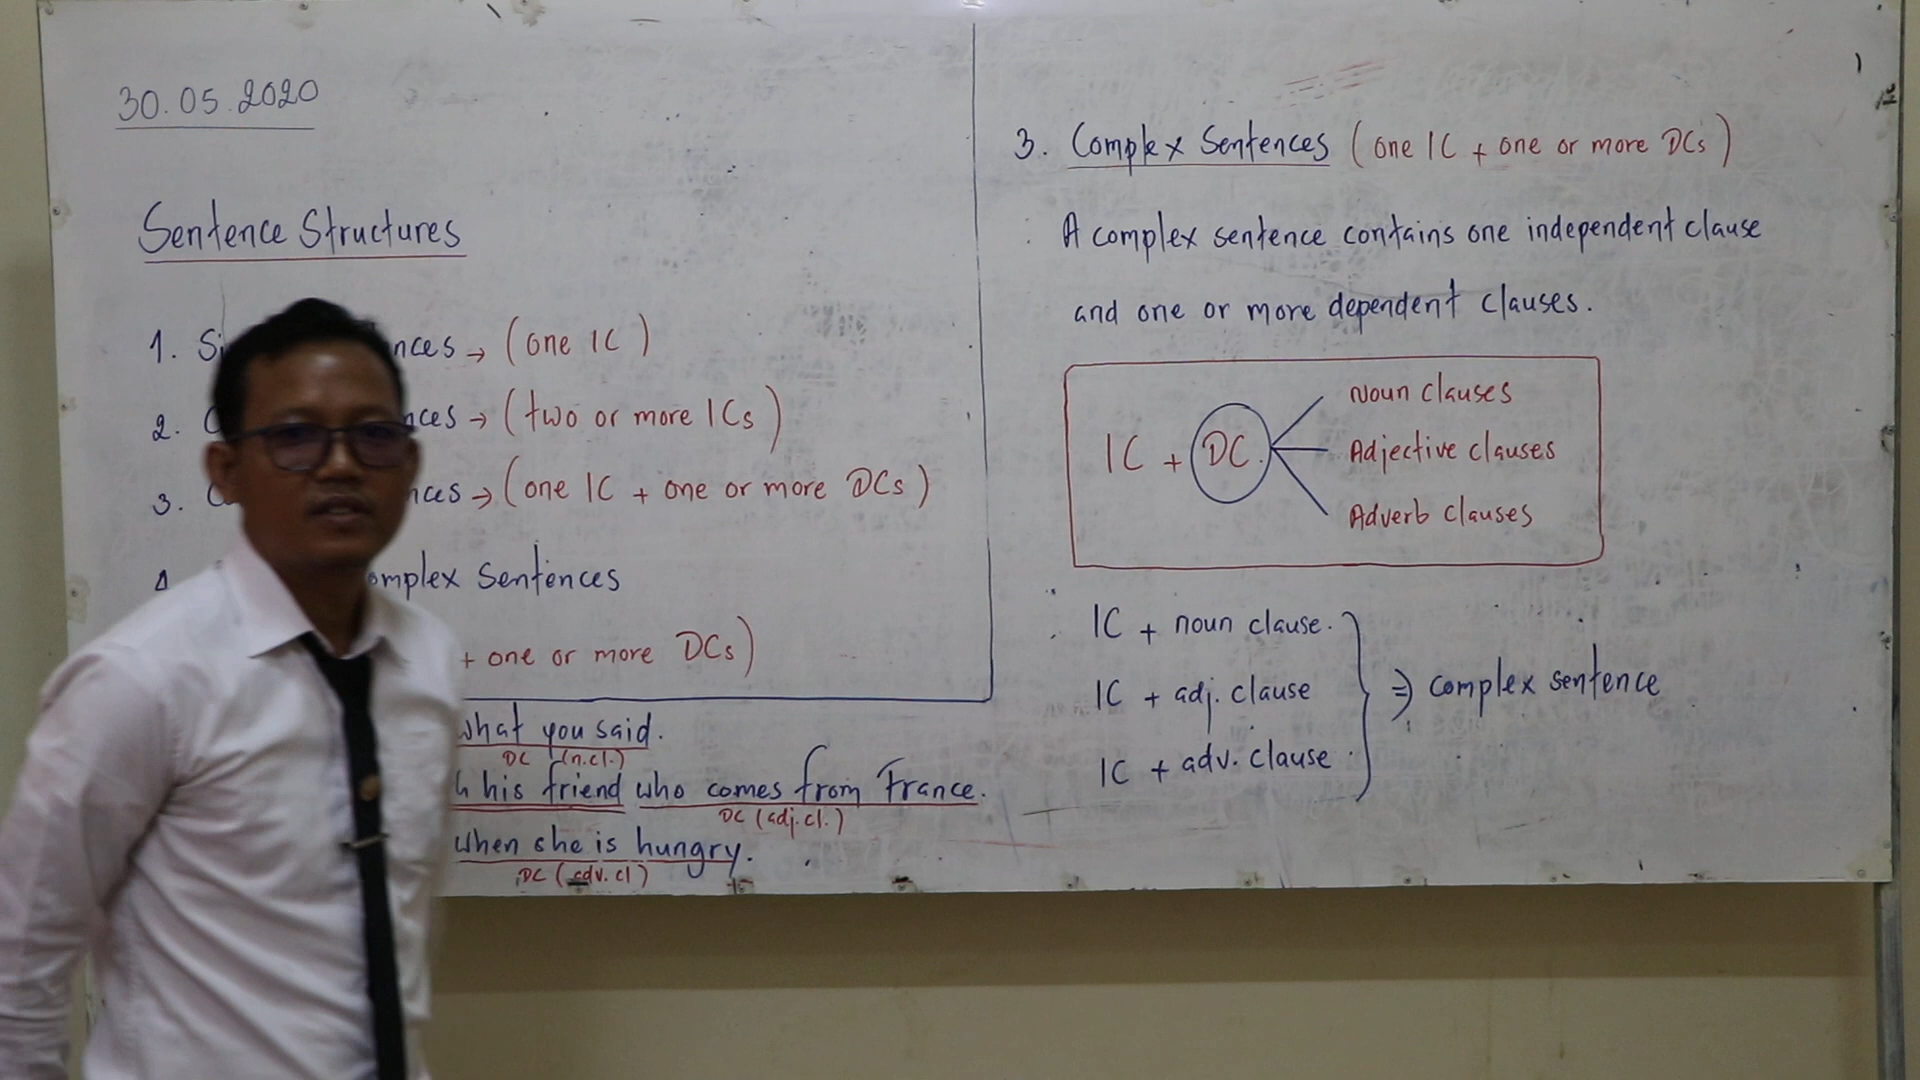 30.05.2020
Sentence Structures
1. Si nces → (one IC)
2. C nces → (two or more ICs)
3. C nces → (one IC + one or more DCs)
4. omplex Sentences
+ one or more DCs)
what you said.
DC (n.cl.)
his friend who comes from France.
DC (adj.cl.)
when she is hungry.
DC (adv.cl)
3. Complex Sentences (one IC + one or more DCs)
A complex sentence contains one independent clause
and one or more dependent clauses.
Noun clauses
IC + DC. Adjective clauses
Adverb clauses
IC + noun clause.
IC + adj. clause ⇒ complex sentence
IC + adv. clause